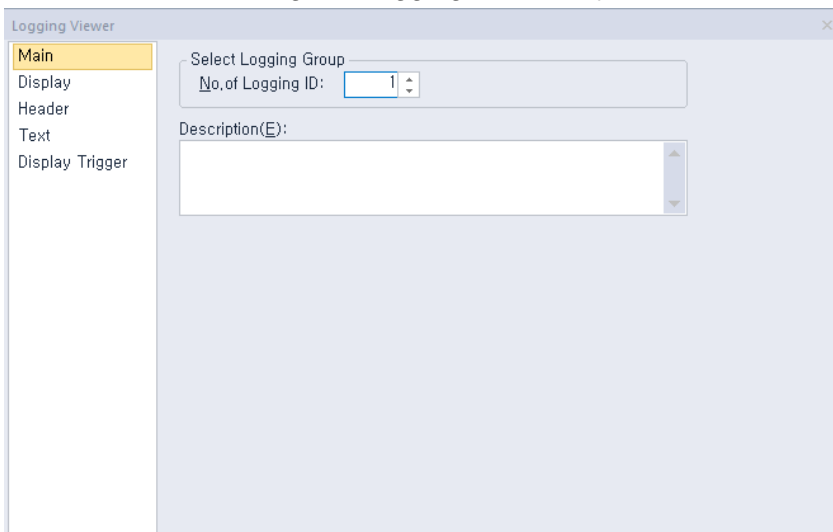 Logging Viewer
Main
Display
Header
Text
Display Trigger
Select Logging Group
No.of Logging ID: 1
Description(E):